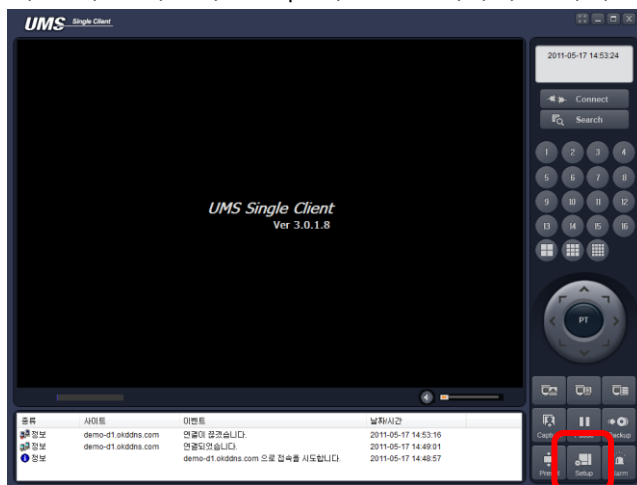 UMS Single Client
2011-05-17 14:53:24
Connect
Search
1 2 3 4
5 6 7 8
9 10 11 12
13 14 15 16
UMS Single Client
Ver 3.0.1.8
PT
종류 사이트 이벤트 날짜/시간
정보 demo-d1.okddns.com 연결이 끊겼습니다. 2011-05-17 14:53:16
정보 demo-d1.okddns.com 연결되었습니다. 2011-05-17 14:49:01
정보 demo-d1.okddns.com 으로 접속을 시도합니다. 2011-05-17 14:48:57
Setup